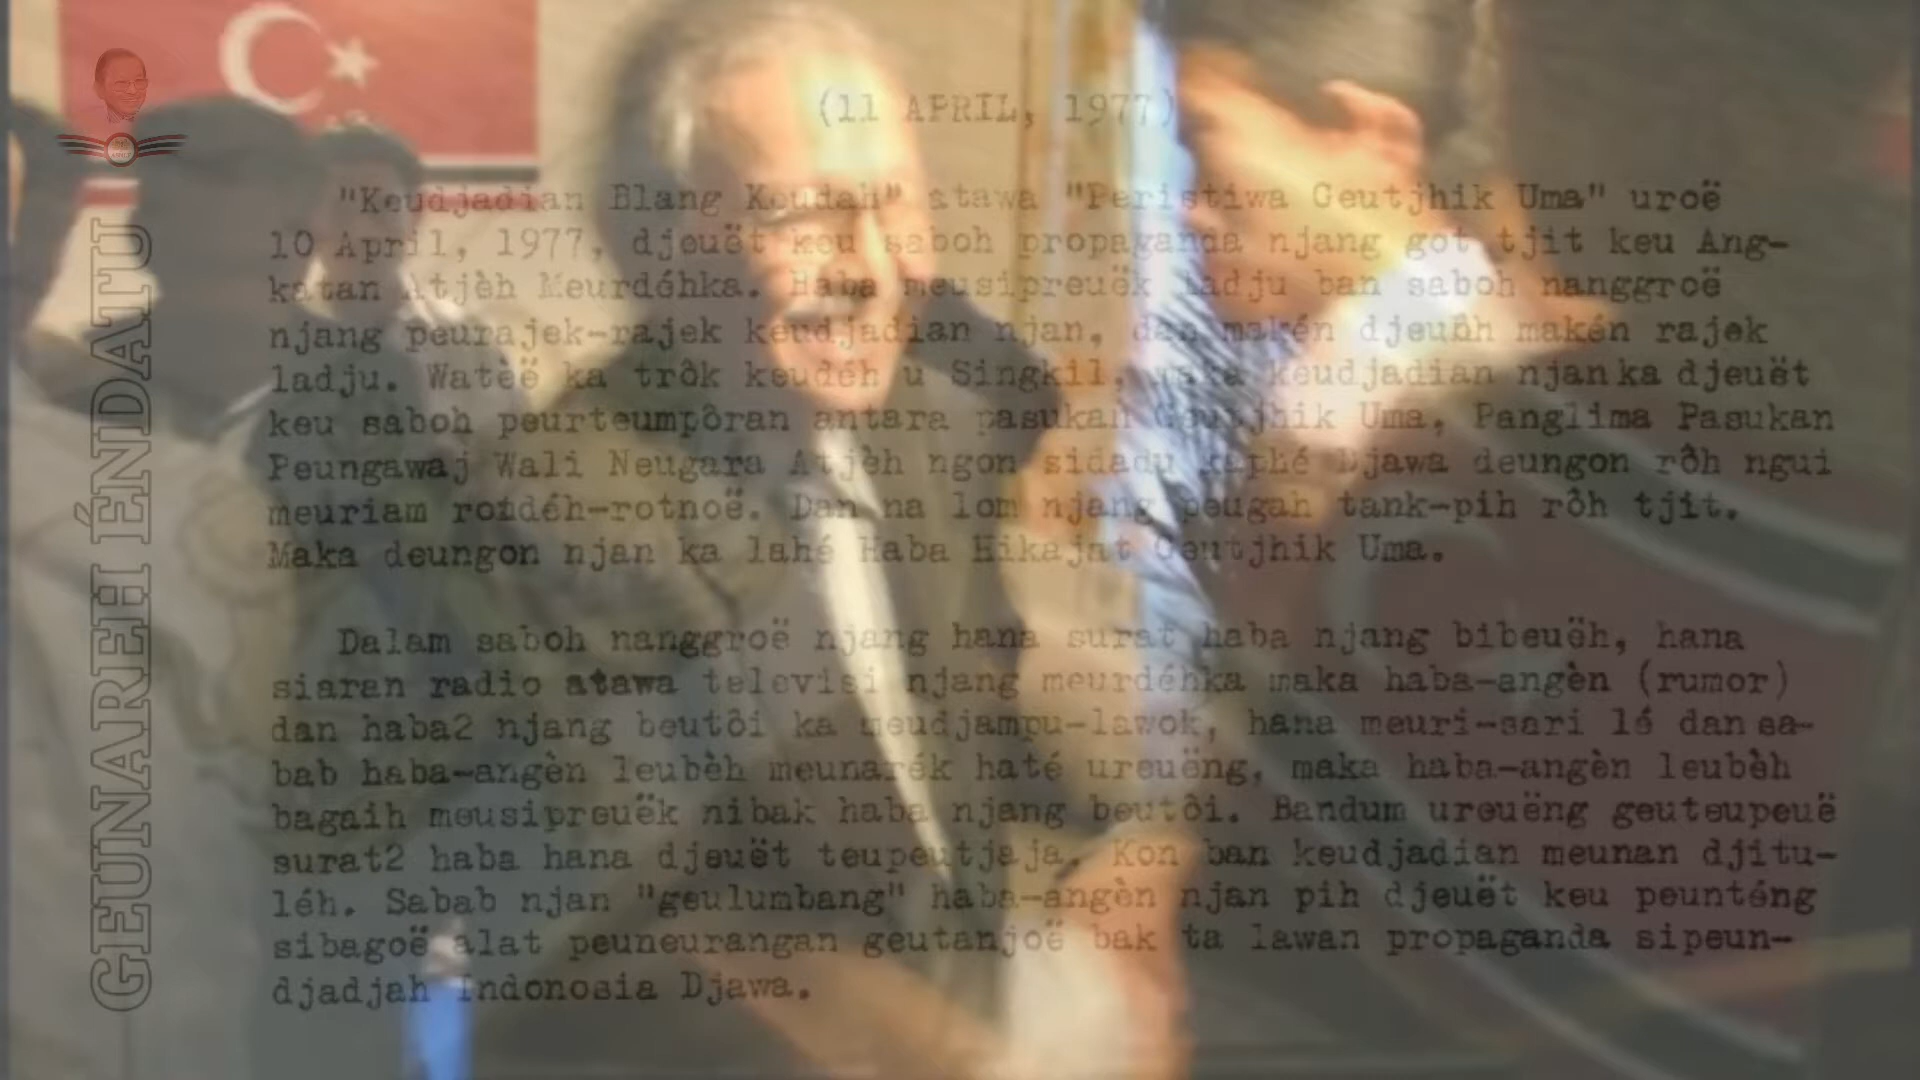 (11 APRIL, 1977)
"Keudjadian Blang Keudah" atawa "Peristiwa Geutjhik Uma" uroë
10 April, 1977, djeuët keu saboh propaganda njang got tjit keu Ang-
katan Atjèh Meurdéhka. Haba meusipreuëk ladju ban saboh nanggroë
njang peurajek-rajek keudjadian njan, dan makén djeuôh makén rajek
ladju. Watèë ka trôk keudéh u Singkil, maka keudjadian njan ka djeuët
keu saboh peurteumpôran antara pasukan Geutjhik Uma, Panglima Pasukan
Peungawaj Wali Neugara Atjèh ngon sidadu kaphé Djawa deungon rôh ngui
meuriam rotdéh-rotnoë. Dan na lom njang peugah tank-pih rôh tjit.
Maka deungon njan ka lahé Haba Hikajat Geutjhik Uma.
Dalam saboh nanggroë njang hana surat haba njang bibeuëh, hana
siaran radio atawa televisi njang meurdéhka maka haba-angèn (rumor)
dan haba2 njang beutôi ka meudjampu-lawok, hana meuri-sari lé dan sa-
bab haba-angèn leubèh meunarék haté ureuëng, maka haba-angèn leubèh
bagaih meusipreuëk nibak haba njang beutôi. Bandum ureuëng geuteupeuë
surat2 haba hana djeuët teupeutjaja. Kon ban keudjadian meunan djitu-
léh. Sabab njan "geulumbang" haba-angèn njan pih djeuët keu peunténg
sibagoë alat peuneurangan geutanjoë bak ta lawan propaganda sipeun-
djadjah Indonosia Djawa.
GEUNAREH ÉNDATU